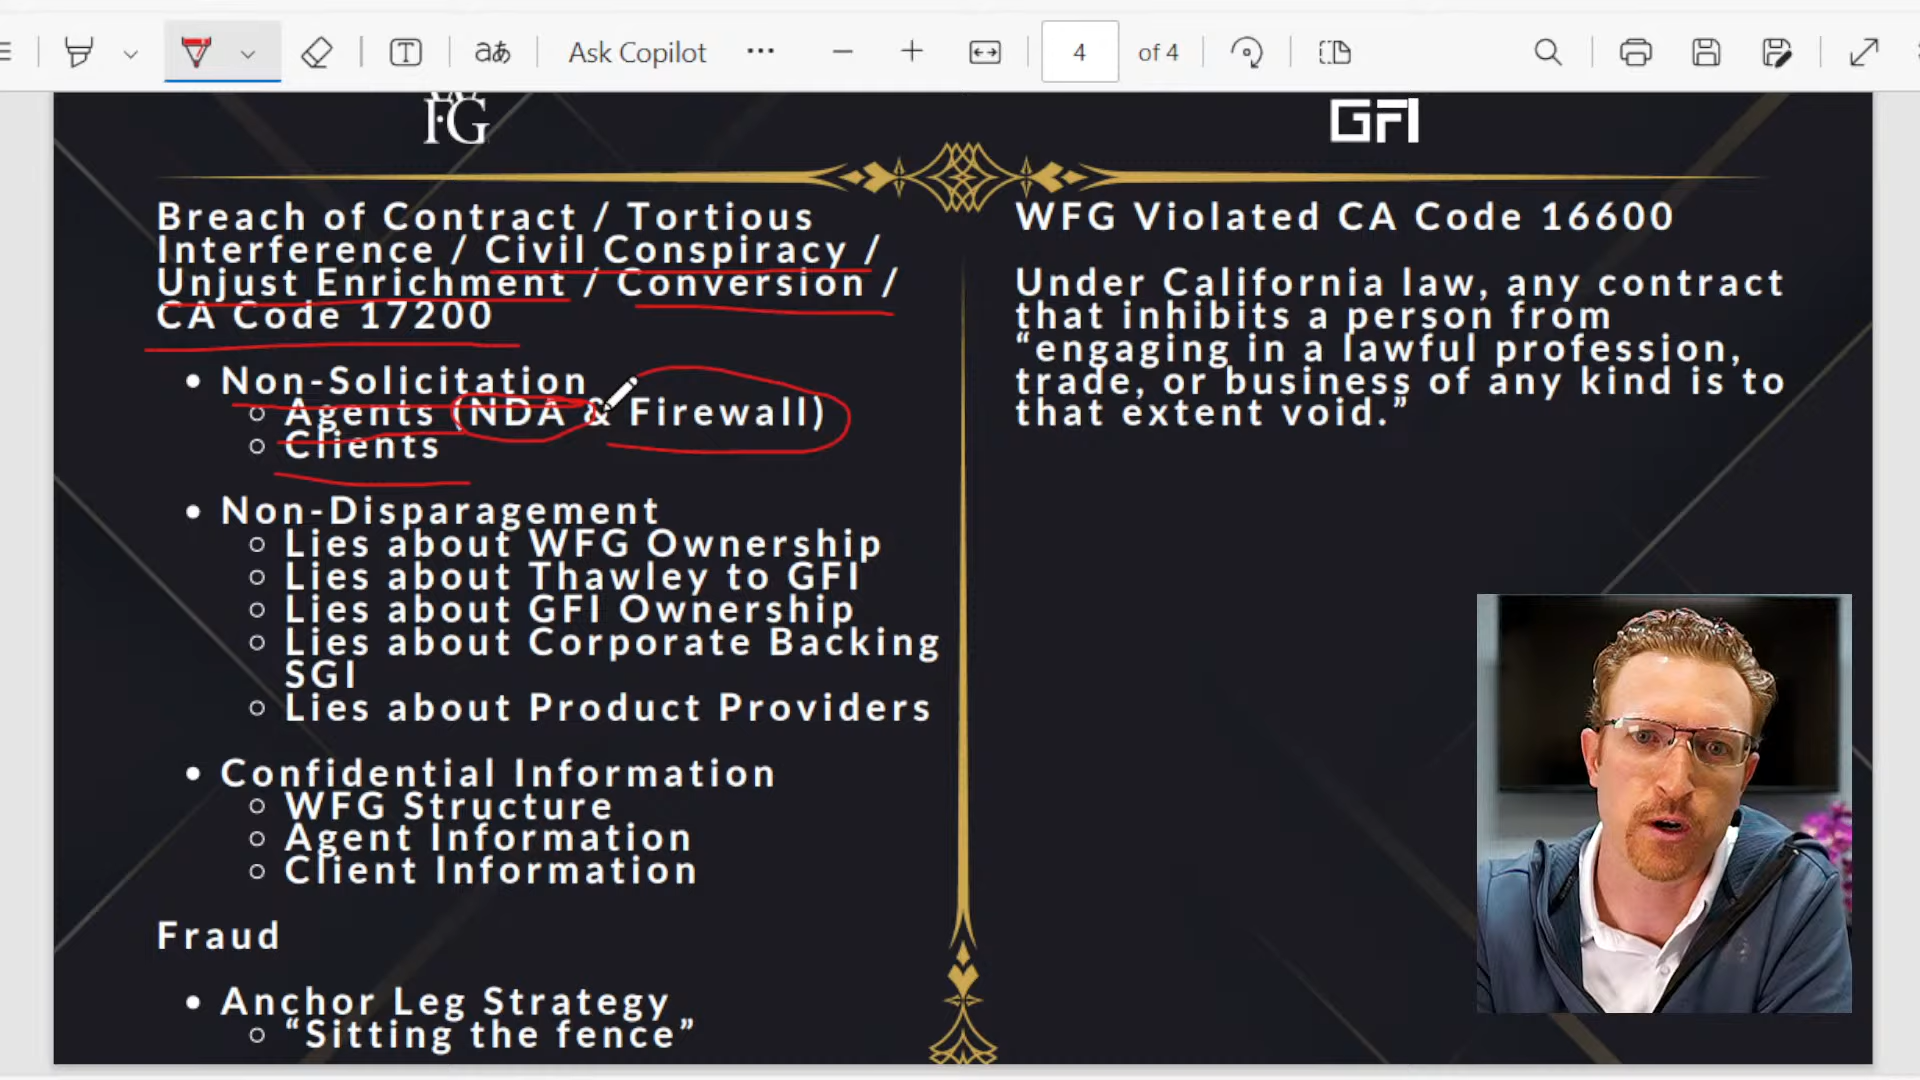 Ask Copilot
4 of 4
FG
GFI
Breach of Contract / Tortious
Interference / Civil Conspiracy /
Unjust Enrichment / Conversion /
CA Code 17200
• Non-Solicitation
○ Agents (NDA & Firewall)
○ Clients
• Non-Disparagement
○ Lies about WFG Ownership
○ Lies about Thawley to GFI
○ Lies about GFI Ownership
○ Lies about Corporate Backing
SGI
○ Lies about Product Providers
• Confidential Information
○ WFG Structure
○ Agent Information
○ Client Information
Fraud
• Anchor Leg Strategy
○ “Sitting the fence”
WFG Violated CA Code 16600
Under California law, any contract
that inhibits a person from
“engaging in a lawful profession,
trade, or business of any kind is to
that extent void.”